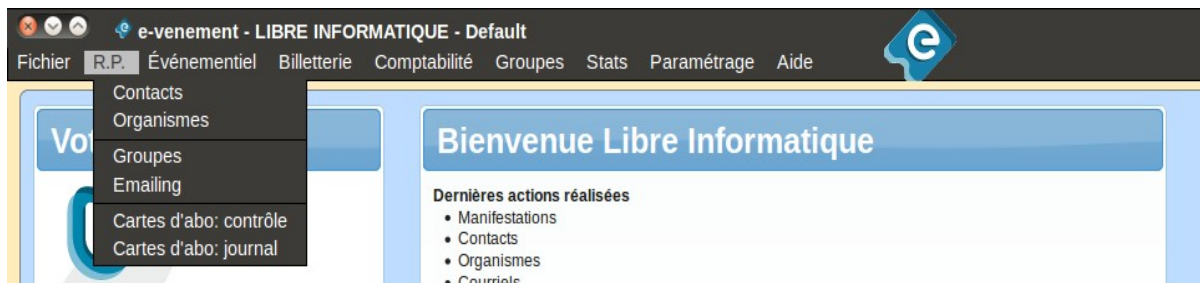 e-venement - LIBRE INFORMATIQUE - Default
Fichier R.P. Événementiel Billetterie Comptabilité Groupes Stats Paramétrage Aide
Contacts
Organismes
Groupes
Emailing
Cartes d'abo: contrôle
Cartes d'abo: journal
Bienvenue Libre Informatique
Dernières actions réalisées
• Manifestations
• Contacts
• Organismes
• Courriels